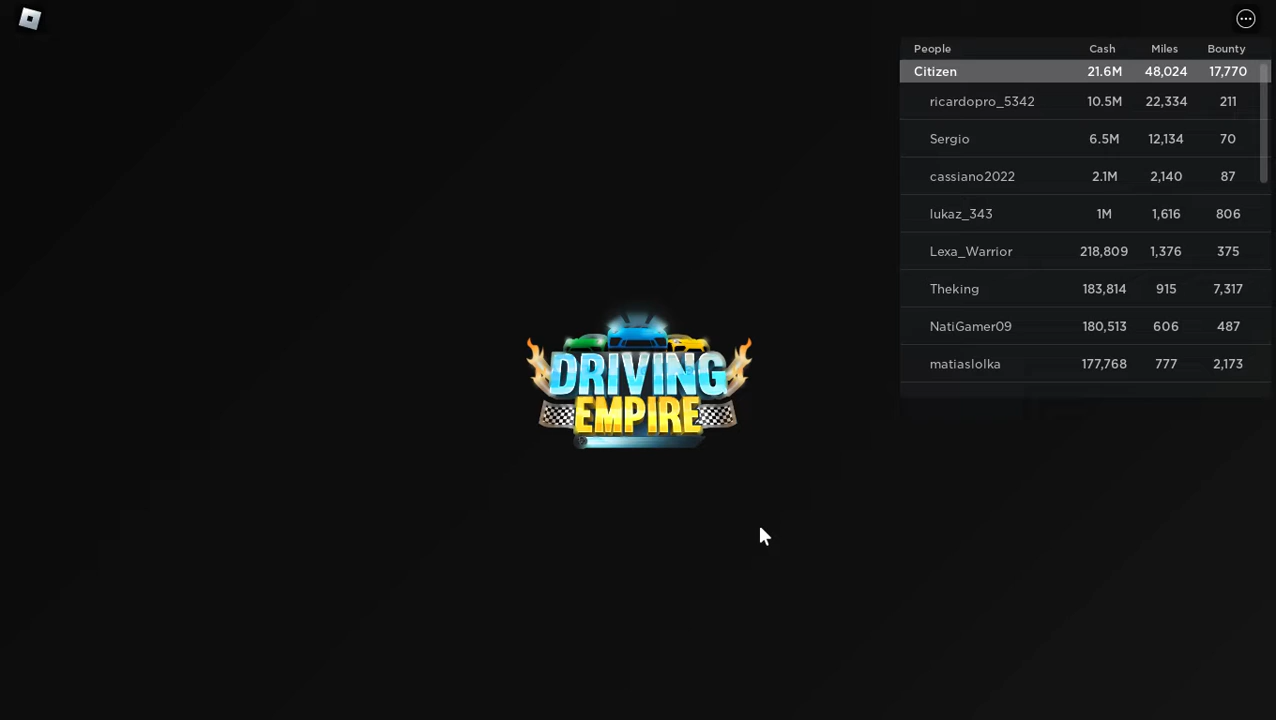 People Cash Miles Bounty
Citizen 21.6M 48,024 17,770
ricardopro_5342 10.5M 22,334 211
Sergio 6.5M 12,134 70
cassiano2022 2.1M 2,140 87
lukaz_343 1M 1,616 806
Lexa_Warrior 218,809 1,376 375
Theking 183,814 915 7,317
NatiGamer09 180,513 606 487
matiaslolka 177,768 777 2,173
DRIVING
EMPIRE